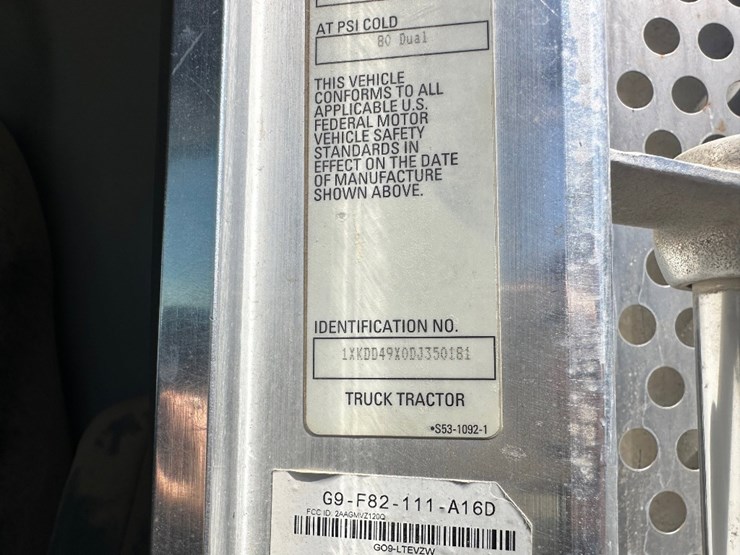 AT PSI COLD
80 Dual
THIS VEHICLE
CONFORMS TO ALL
APPLICABLE U.S.
FEDERAL MOTOR
VEHICLE SAFETY
STANDARDS IN
EFFECT ON THE DATE
OF MANUFACTURE
SHOWN ABOVE.
IDENTIFICATION NO.
1XKDD49X0DJ350181
TRUCK TRACTOR
•S53-1092-1
G9-F82-111-A16D
FCC ID: 2AAGMVZ120Q
GO9-LTEVZW